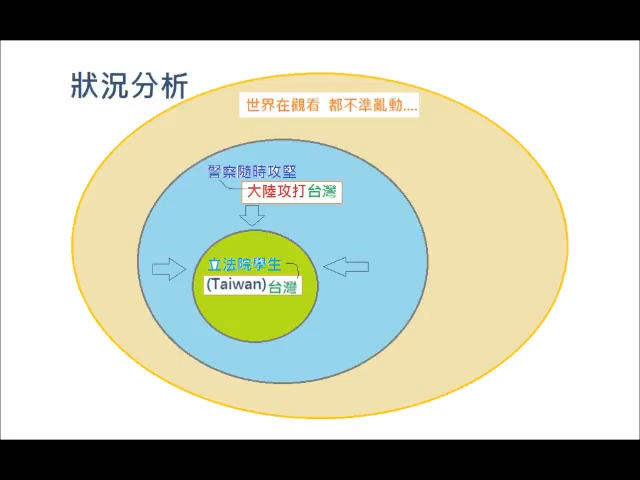 狀況分析
世界在觀看 都不準亂動....
警察隨時攻堅
大陸攻打台灣
立法院學生
(Taiwan)台灣